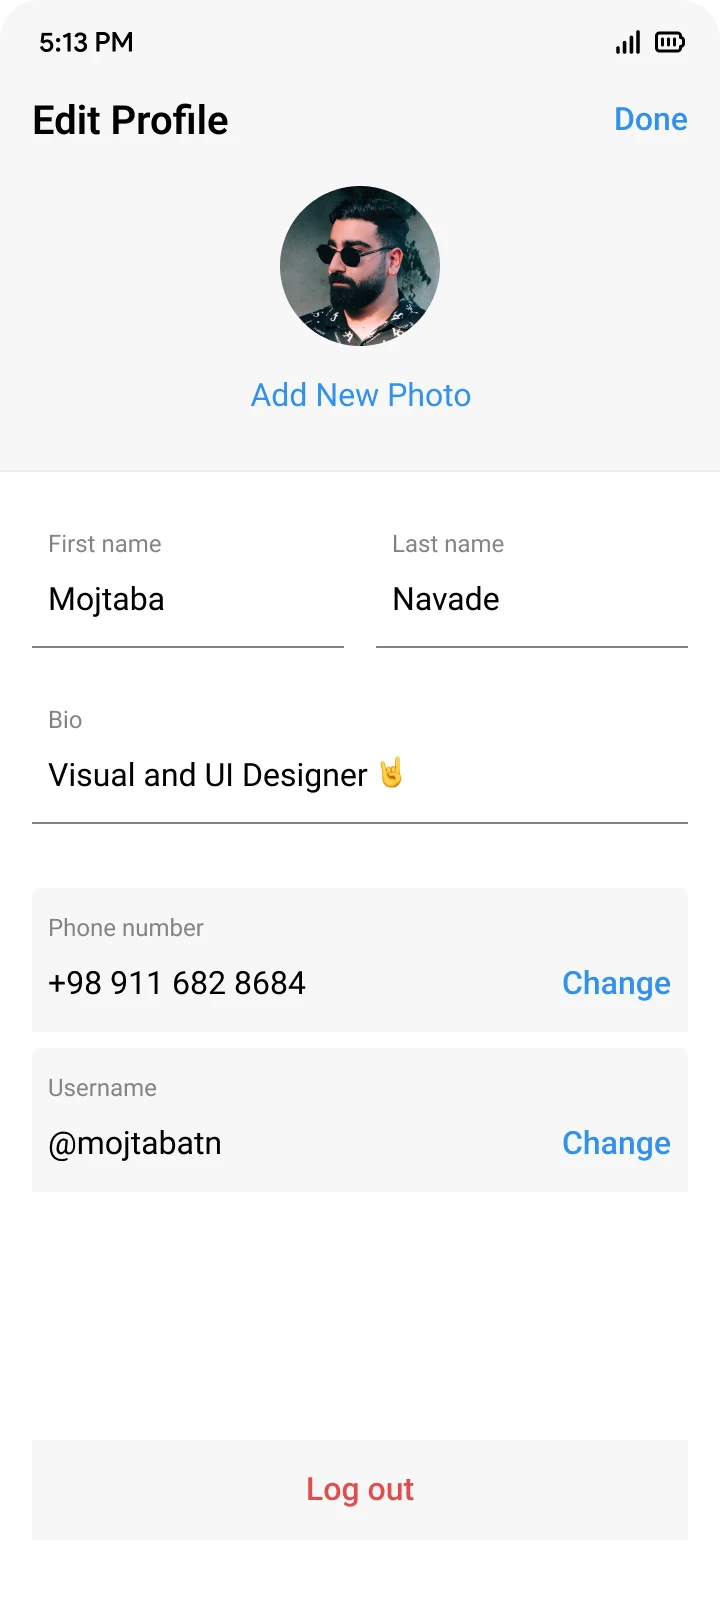 5:13 PM
Edit Profile
Done
Add New Photo
First name
Last name
Mojtaba
Navade
Bio
Visual and UI Designer 🤘
Phone number
+98 911 682 8684
Change
Username
@mojtabatn
Change
Log out